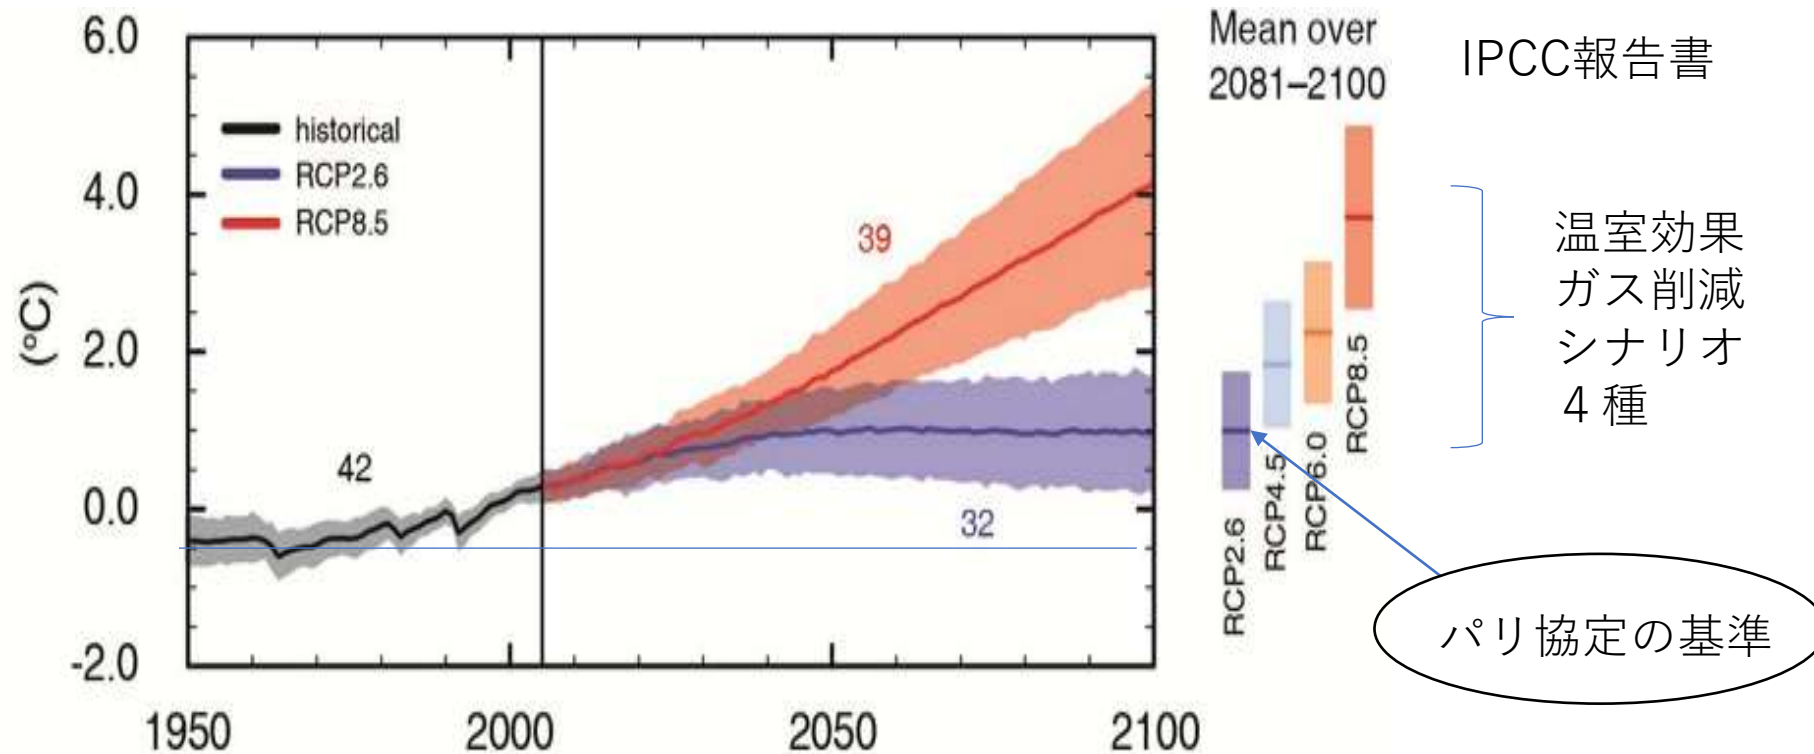 6.0
4.0
2.0
0.0
-2.0
(°C)
historical
RCP2.6
RCP8.5
42
39
32
1950
2000
2050
2100
Mean over
2081–2100
RCP2.6
RCP4.5
RCP6.0
RCP8.5
IPCC報告書
温室効果
ガス削減
シナリオ
４種
パリ協定の基準